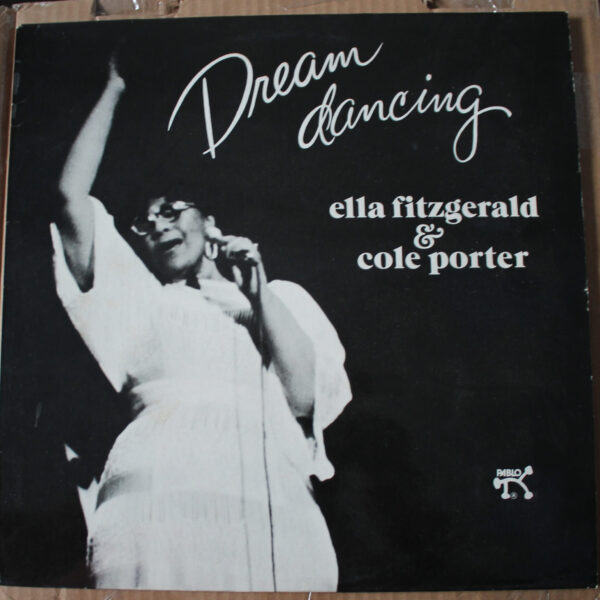 Dream
dancing
ella fitzgerald
&
cole porter
PABLO
®